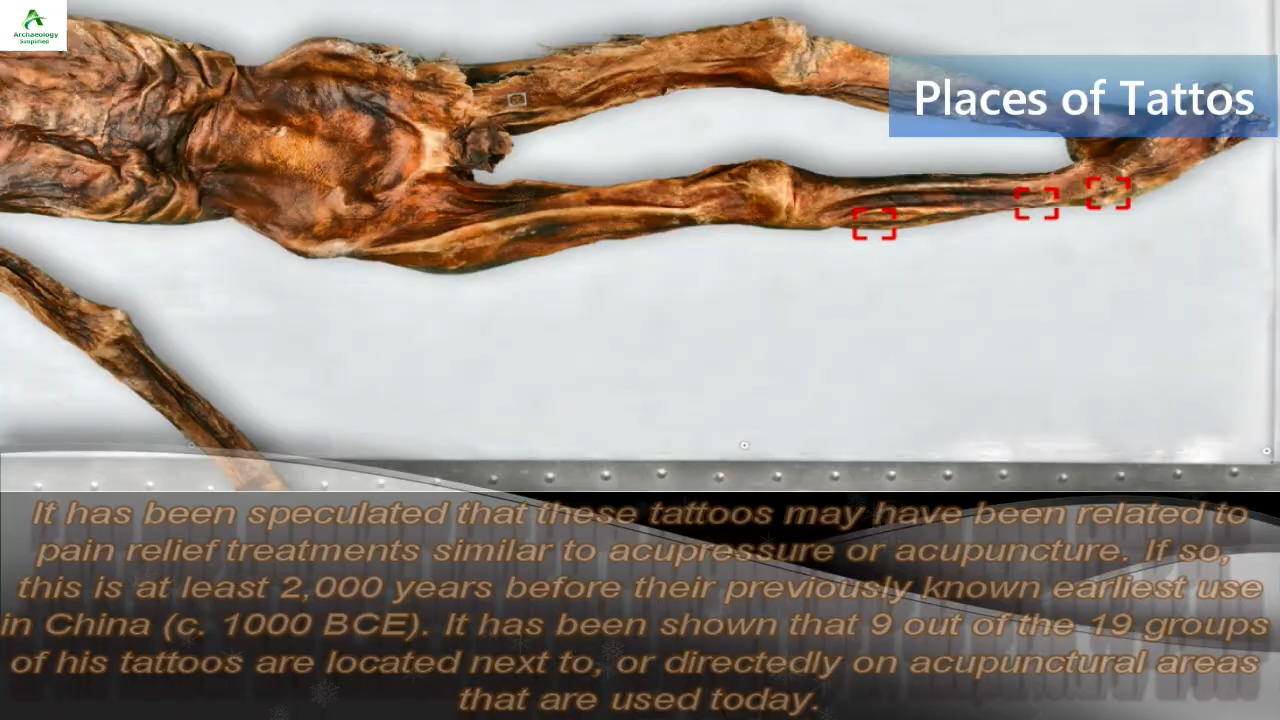 Archaeology
Simplified
Places of Tattos
It has been speculated that these tattoos may have been related to
pain relief treatments similar to acupressure or acupuncture. If so,
this is at least 2,000 years before their previously known earliest use
in China (c. 1000 BCE). It has been shown that 9 out of the 19 groups
of his tattoos are located next to, or directedly on acupunctural areas
that are used today.